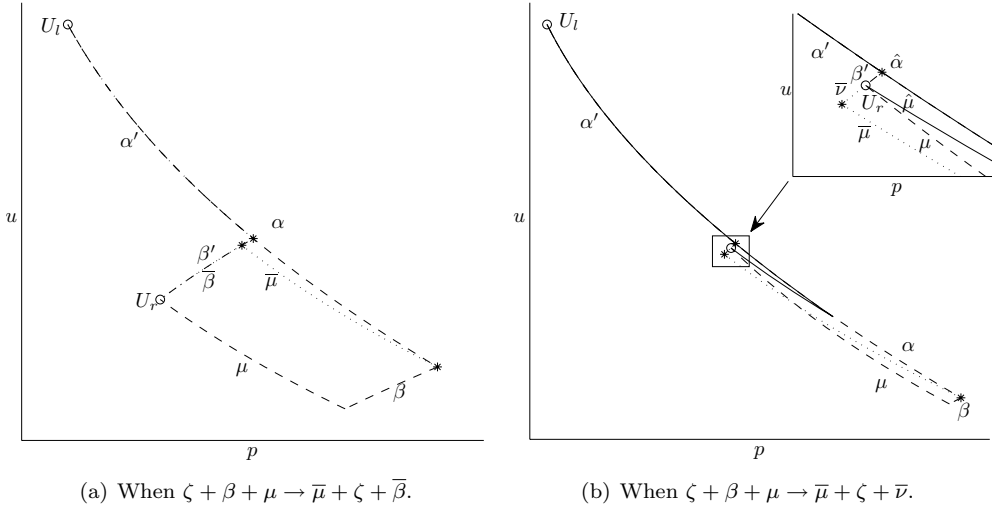 U_l
α′
α
β′
β̅
μ̅
U_r
μ
β
u
p
(a) When ζ + β + μ → μ̅ + ζ + β̅.
U_l
α′
u
α
μ
β
p
α′
α̂
β′
ν̅
U_r
μ̂
μ̅
μ
u
p
(b) When ζ + β + μ → μ̅ + ζ + ν̅.